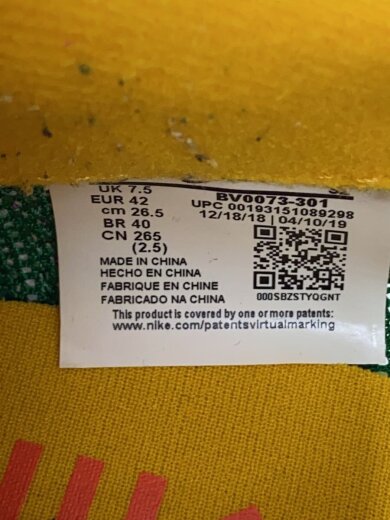 UK 7.5
EUR 42
cm 26.5
BR 40
CN 265
(2.5)
BV0073-301
UPC 00193151089298
12/18/18 | 04/10/19
MADE IN CHINA
HECHO EN CHINA
FABRIQUE EN CHINE
FABRICADO NA CHINA
000SBZSTYQGNT
This product is covered by one or more patents:
www.nike.com/patentsvirtualmarking